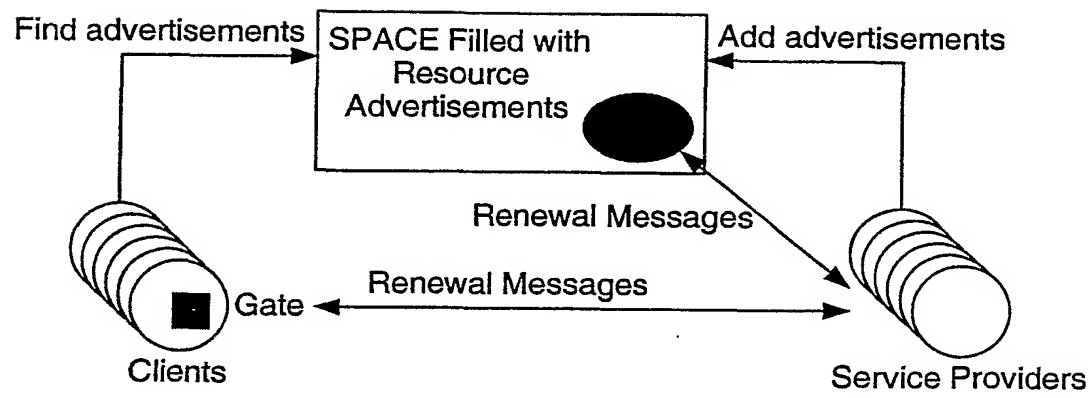 Find advertisements
SPACE Filled with
Resource
Advertisements
Add advertisements
Renewal Messages
Renewal Messages
Gate
Clients
Service Providers